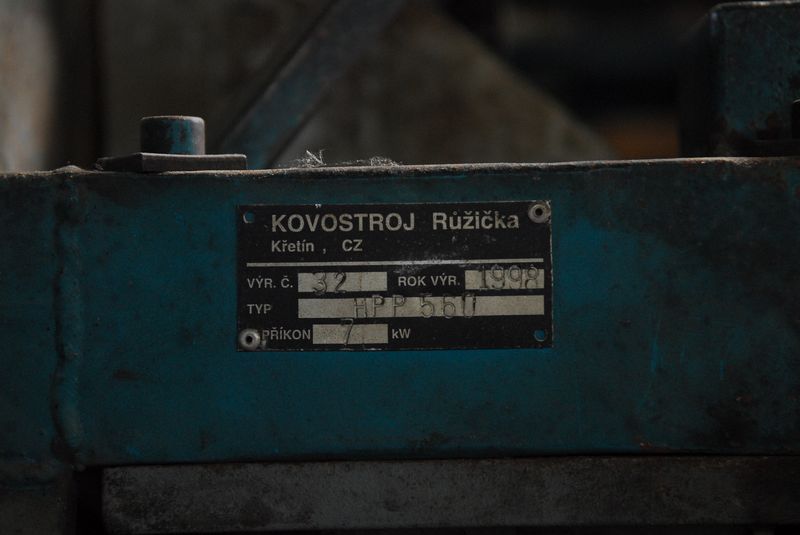 KOVOSTROJ Růžička
Křetín , CZ
VÝR. Č. 32 ROK VÝR. 1998
TYP HPP 560
PŘÍKON 7 kW